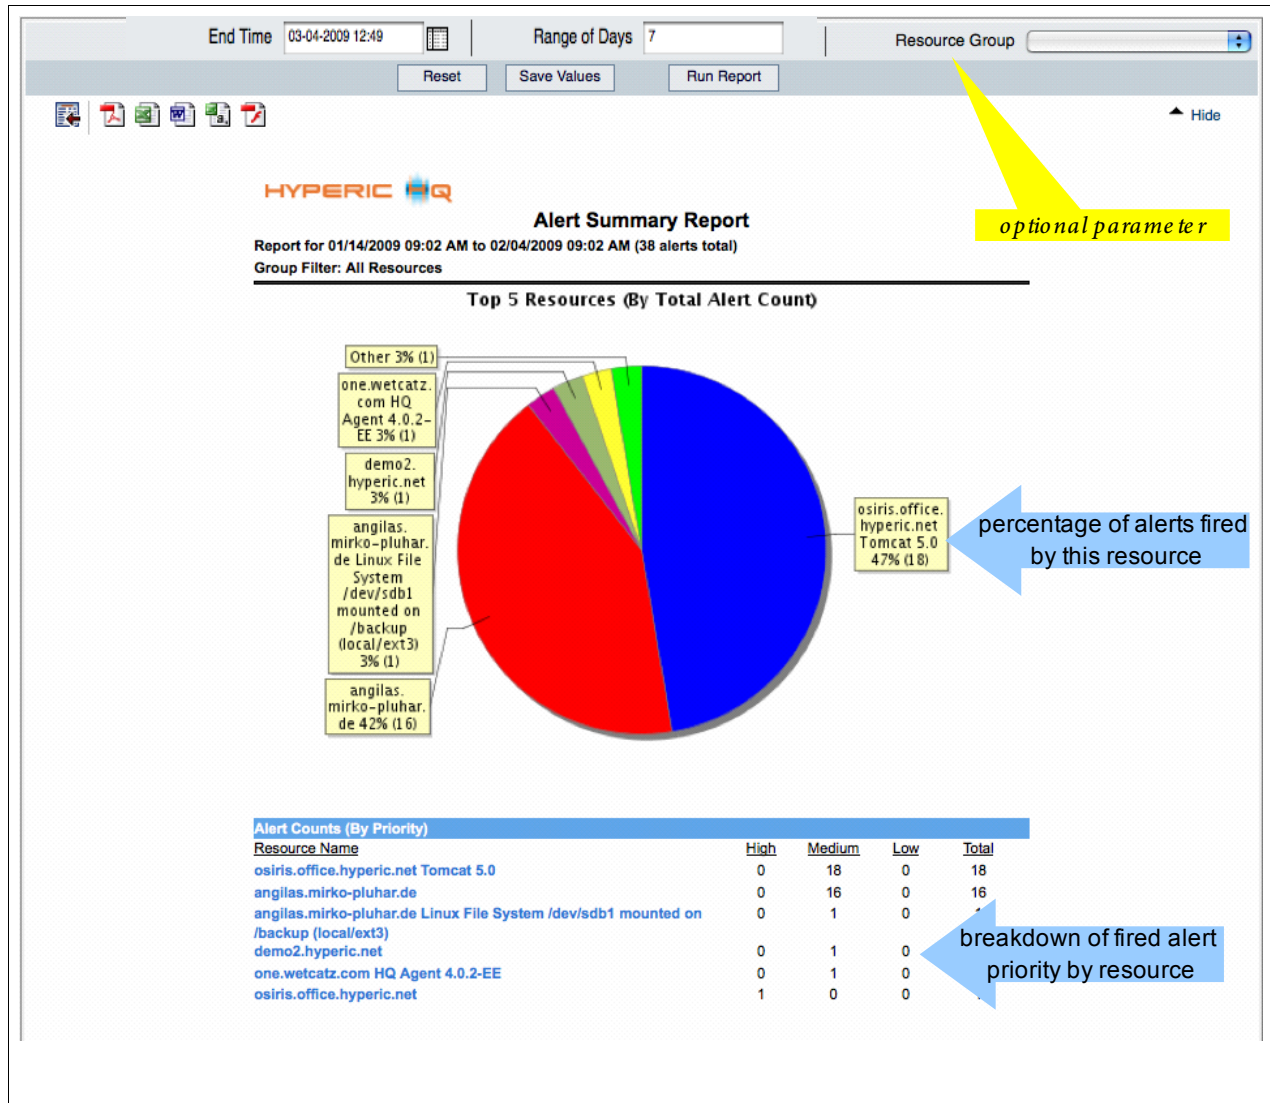 End Time 03-04-2009 12:49 Range of Days 7 Resource Group
Reset Save Values Run Report
Hide
HYPERIC HQ
optional parameter
Alert Summary Report
Report for 01/14/2009 09:02 AM to 02/04/2009 09:02 AM (38 alerts total)
Group Filter: All Resources
Top 5 Resources (By Total Alert Count)
Other 3% (1)
one.wetcatz.
com HQ
Agent 4.0.2-
EE 3% (1)
demo2.
hyperic.net
3% (1)
angilas.
mirko-pluhar.
de Linux File
System
/dev/sdb1
mounted on
/backup
(local/ext3)
3% (1)
angilas.
mirko-pluhar.
de 42% (16)
osiris.office.
hyperic.net
Tomcat 5.0
47% (18)
percentage of alerts fired
by this resource
Alert Counts (By Priority)
Resource Name High Medium Low Total
osiris.office.hyperic.net Tomcat 5.0 0 18 0 18
angilas.mirko-pluhar.de 0 16 0 16
angilas.mirko-pluhar.de Linux File System /dev/sdb1 mounted on 0 1 0
/backup (local/ext3)
demo2.hyperic.net 0 1 0
one.wetcatz.com HQ Agent 4.0.2-EE 0 1 0
osiris.office.hyperic.net 1 0 0
breakdown of fired alert
priority by resource